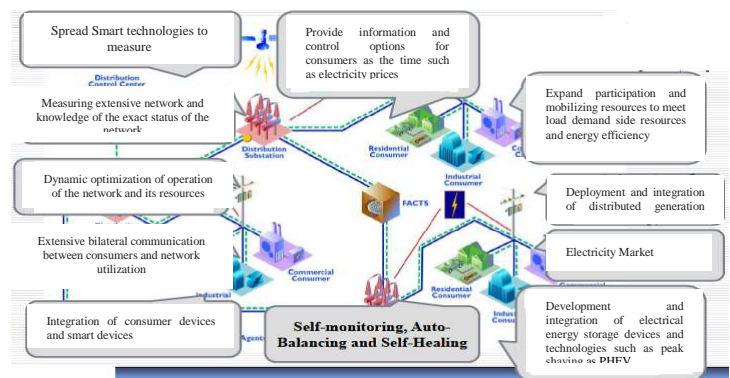 Spread Smart technologies to
measure
Provide information and
control options for
consumers as the time such
as electricity prices
Distribution
Control Center
Measuring extensive network and
knowledge of the exact status of the
network
Expand participation and
mobilizing resources to meet
load demand side resources
and energy efficiency
Distribution
Substation
Residential
Consumer
Industrial
Consumer
Dynamic optimization of operation
of the network and its resources
FACTS
Deployment and integration
of distributed generation
Extensive bilateral communication
between consumers and network
utilization
Commercial
Consumer
Electricity Market
Residential
Consumer
Commercial
Industrial
Integration of consumer devices
and smart devices
Agent
Self-monitoring, Auto-
Balancing and Self-Healing
Development and
integration of electrical
energy storage devices and
technologies such as peak
shaving as PHEV